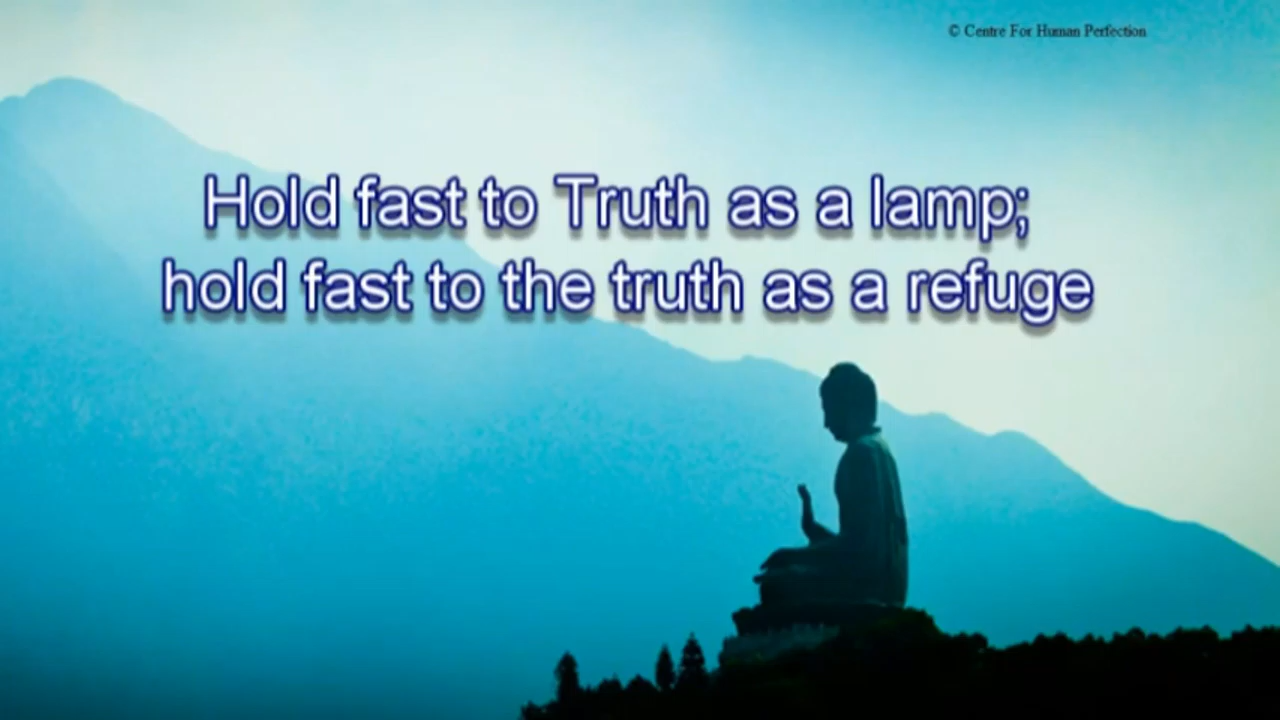 © Centre For Human Perfection
Hold fast to Truth as a lamp;
hold fast to the truth as a refuge